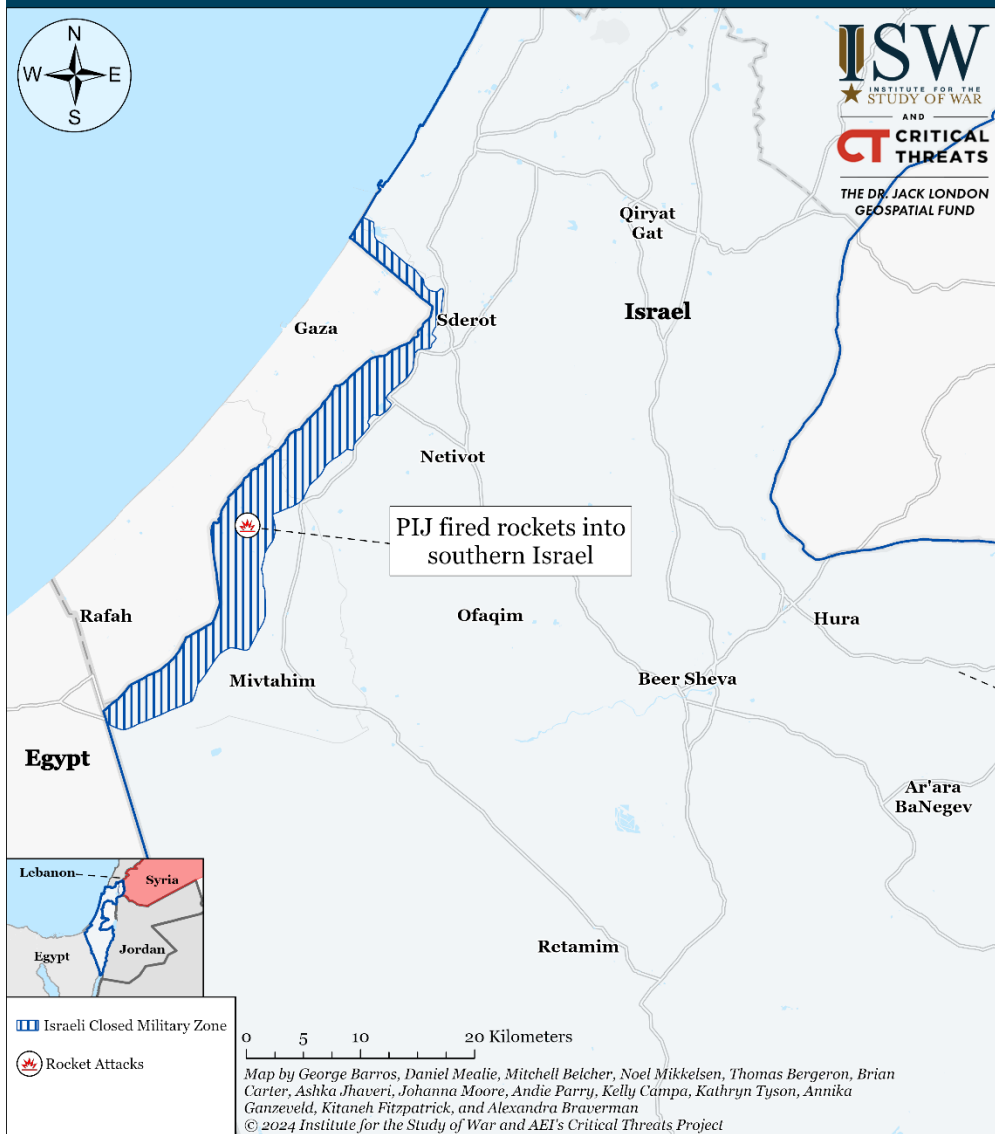 N
W
E
S
ISW
INSTITUTE FOR THE
STUDY OF WAR
AND
CT CRITICAL
THREATS
THE DR. JACK LONDON
GEOSPATIAL FUND
Qiryat
Gat
Israel
Gaza
Sderot
Netivot
PIJ fired rockets into
southern Israel
Rafah
Ofaqim
Hura
Mivtahim
Beer Sheva
Egypt
Ar'ara
BaNegev
Lebanon
Syria
Egypt
Jordan
Retamim
Israeli Closed Military Zone
Rocket Attacks
0 5 10 20 Kilometers
Map by George Barros, Daniel Mealie, Mitchell Belcher, Noel Mikkelsen, Thomas Bergeron, Brian
Carter, Ashka Jhaveri, Johanna Moore, Andie Parry, Kelly Campa, Kathryn Tyson, Annika
Ganzeveld, Kitaneh Fitzpatrick, and Alexandra Braverman
© 2024 Institute for the Study of War and AEI's Critical Threats Project